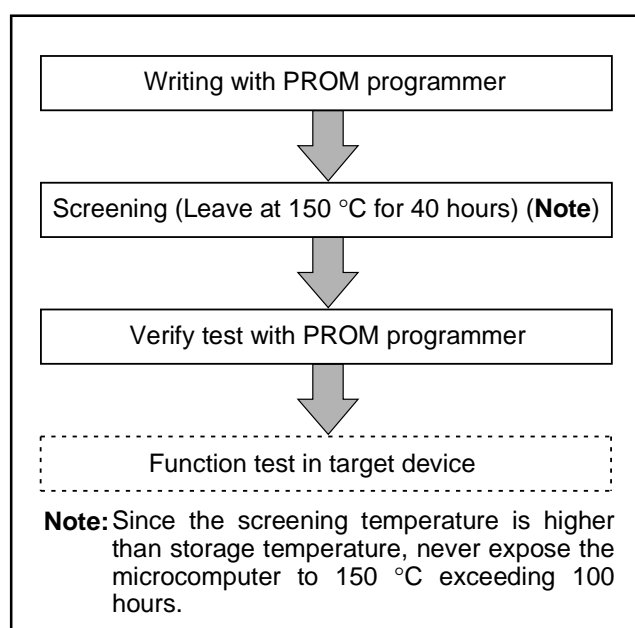 Writing with PROM programmer
Screening (Leave at 150 °C for 40 hours) (Note)
Verify test with PROM programmer
Function test in target device
Note: Since the screening temperature is higher
than storage temperature, never expose the
microcomputer to 150 °C exceeding 100
hours.